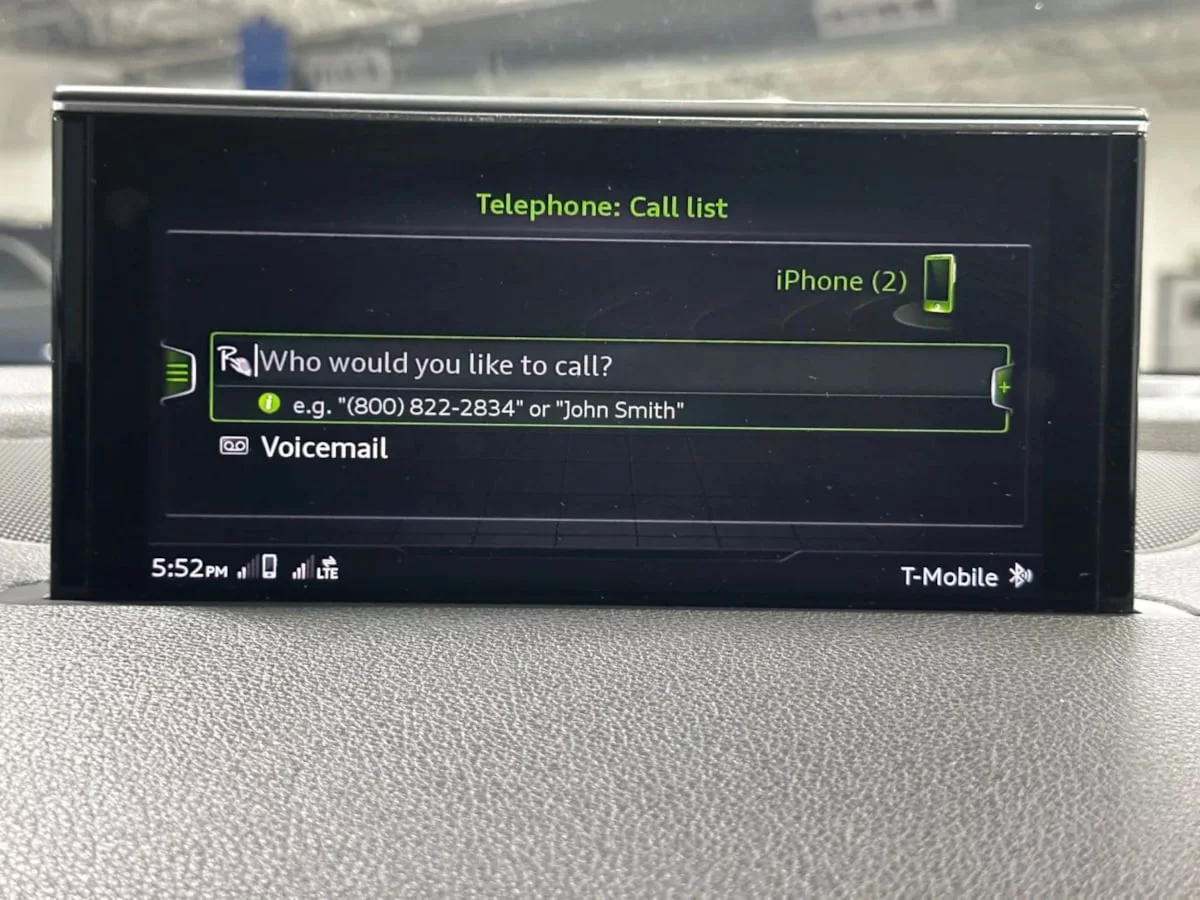 Telephone: Call list
iPhone (2)
Who would you like to call?
e.g. "(800) 822-2834" or "John Smith"
Voicemail
5:52PM LTE T-Mobile